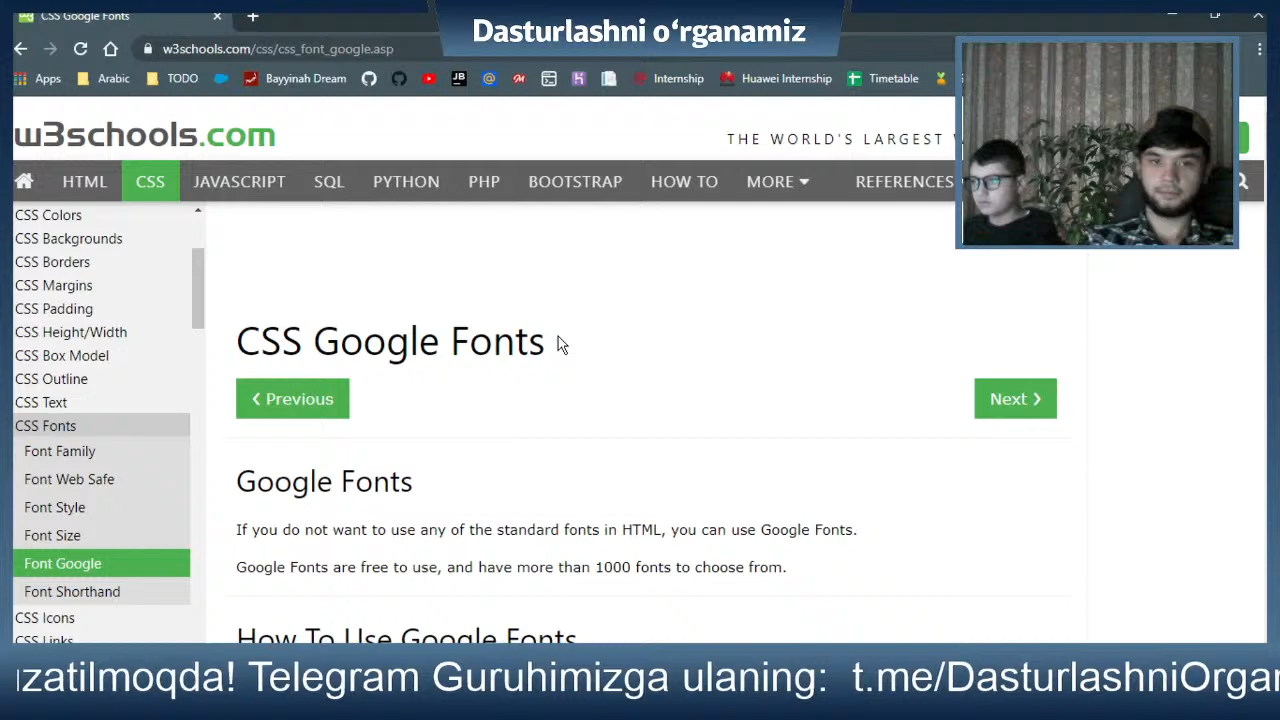 CSS Google Fonts
Dasturlashni o‘rganamiz
w3schools.com/css/css_font_google.asp
Apps Arabic TODO Bayyinah Dream JB Internship Huawei Internship Timetable
w3schools.com
THE WORLD'S LARGEST
HTML CSS JAVASCRIPT SQL PYTHON PHP BOOTSTRAP HOW TO MORE REFERENCES
CSS Colors
CSS Backgrounds
CSS Borders
CSS Margins
CSS Padding
CSS Height/Width
CSS Box Model
CSS Outline
CSS Text
CSS Fonts
Font Family
Font Web Safe
Font Style
Font Size
Font Google
Font Shorthand
CSS Icons
CSS Links
CSS Google Fonts
❮ Previous
Next ❯
Google Fonts
If you do not want to use any of the standard fonts in HTML, you can use Google Fonts.
Google Fonts are free to use, and have more than 1000 fonts to choose from.
How To Use Google Fonts
uzatilmoqda! Telegram Guruhimizga ulaning: t.me/DasturlashniOrgan